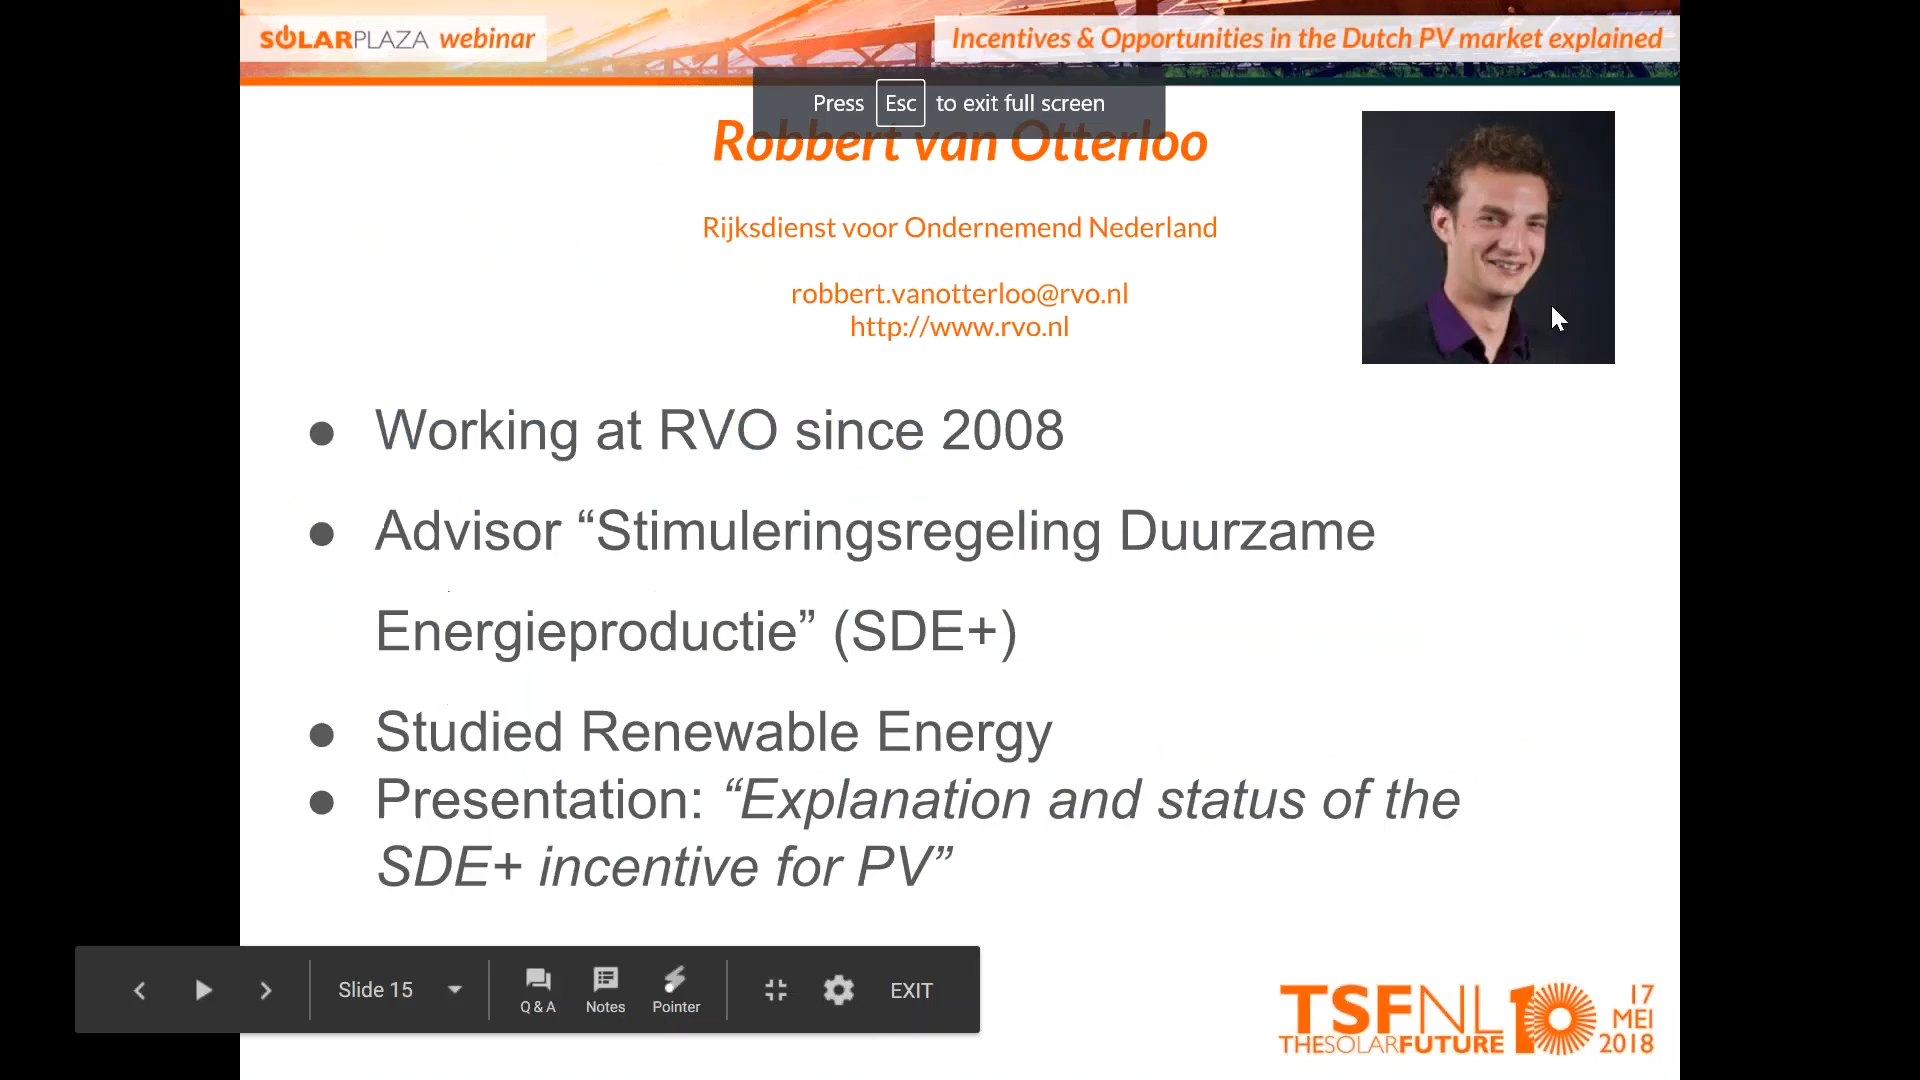 SOLARPLAZA webinar
Incentives & Opportunities in the Dutch PV market explained
Press Esc to exit full screen
Robbert van Otterloo
Rijksdienst voor Ondernemend Nederland
robbert.vanotterloo@rvo.nl
http://www.rvo.nl
● Working at RVO since 2008
● Advisor “Stimuleringsregeling Duurzame
Energieproductie” (SDE+)
● Studied Renewable Energy
● Presentation: “Explanation and status of the
SDE+ incentive for PV”
Slide 15
Q & A
Notes
Pointer
EXIT
TSFNL 10
THESOLARFUTURE
17
MEI
2018